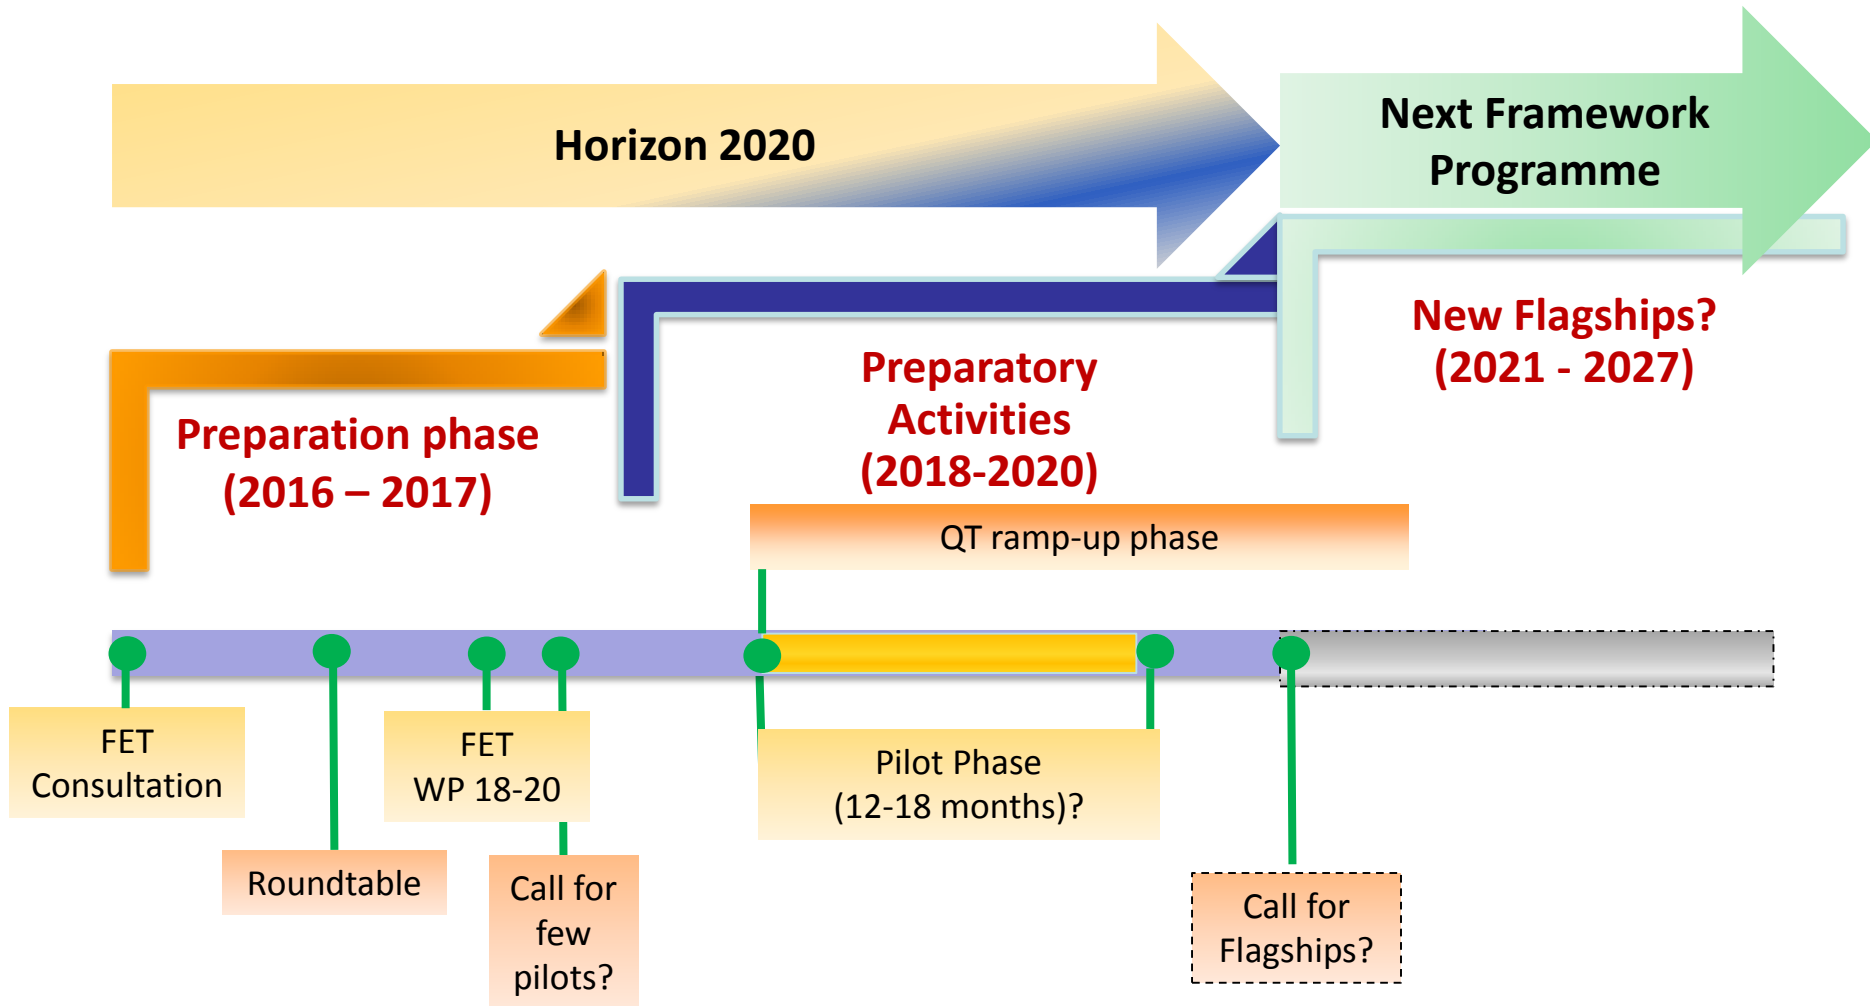 Horizon 2020
Next Framework
Programme
Preparation phase
(2016 – 2017)
Preparatory
Activities
(2018-2020)
New Flagships?
(2021 - 2027)
QT ramp-up phase
FET
Consultation
Roundtable
FET
WP 18-20
Call for
few
pilots?
Pilot Phase
(12-18 months)?
Call for
Flagships?